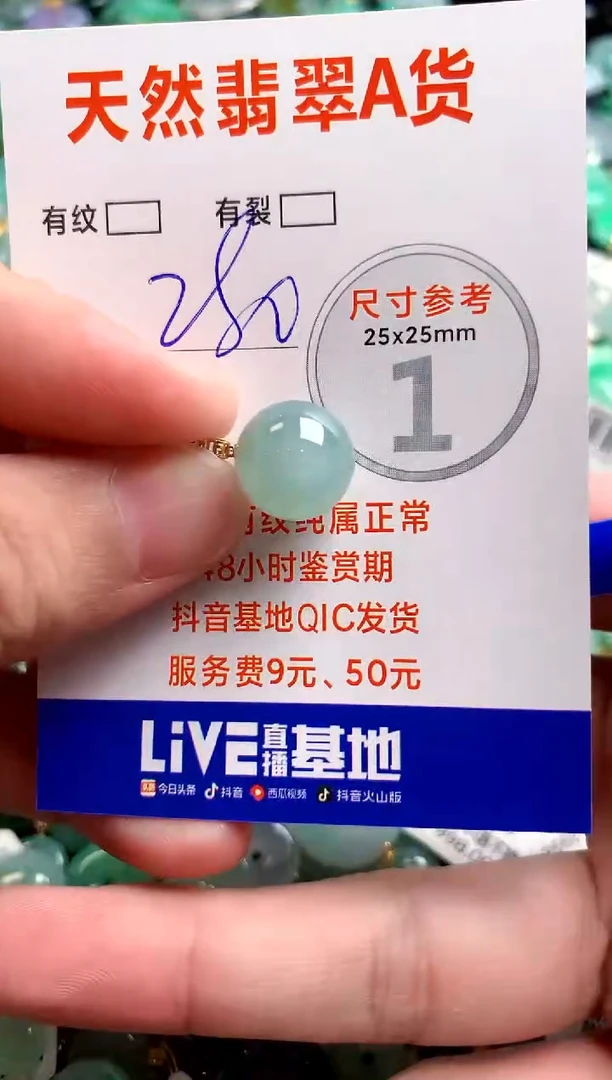 天然翡翠A货
有纹 有裂
280
尺寸参考
25x25mm
1
有纹纯属正常
48小时鉴赏期
抖音基地QIC发货
服务费9元、50元
LiVE直播基地
今日头条 抖音 西瓜视频 抖音火山版